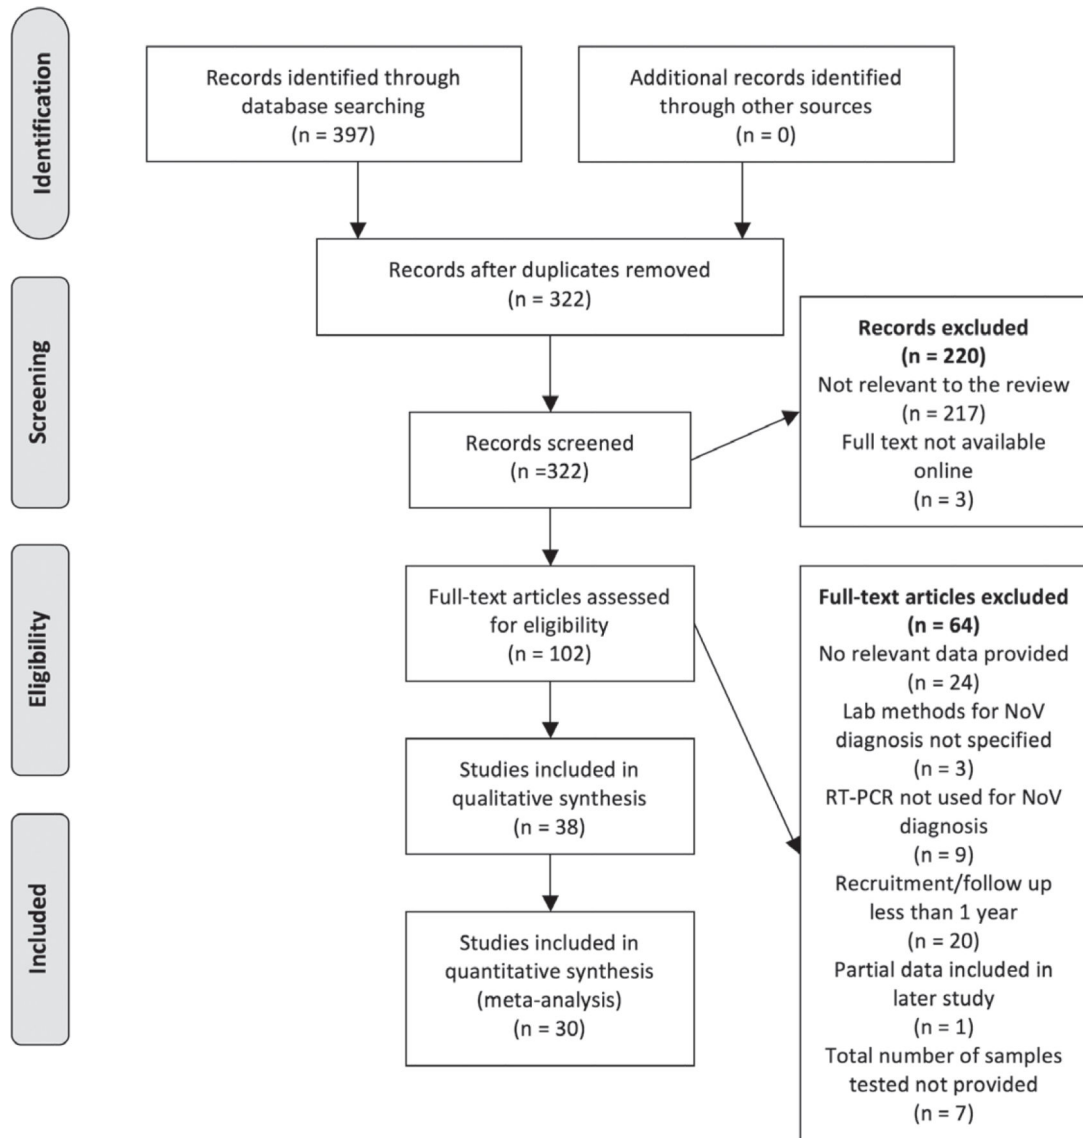 Identification
Records identified through
database searching
(n = 397)
Additional records identified
through other sources
(n = 0)
Records after duplicates removed
(n = 322)
Screening
Records screened
(n =322)
Records excluded
(n = 220)
Not relevant to the review
(n = 217)
Full text not available
online
(n = 3)
Eligibility
Full-text articles assessed
for eligibility
(n = 102)
Full-text articles excluded
(n = 64)
No relevant data provided
(n = 24)
Lab methods for NoV
diagnosis not specified
(n = 3)
RT-PCR not used for NoV
diagnosis
(n = 9)
Recruitment/follow up
less than 1 year
(n = 20)
Partial data included in
later study
(n = 1)
Total number of samples
tested not provided
(n = 7)
Studies included in
qualitative synthesis
(n = 38)
Included
Studies included in
quantitative synthesis
(meta-analysis)
(n = 30)